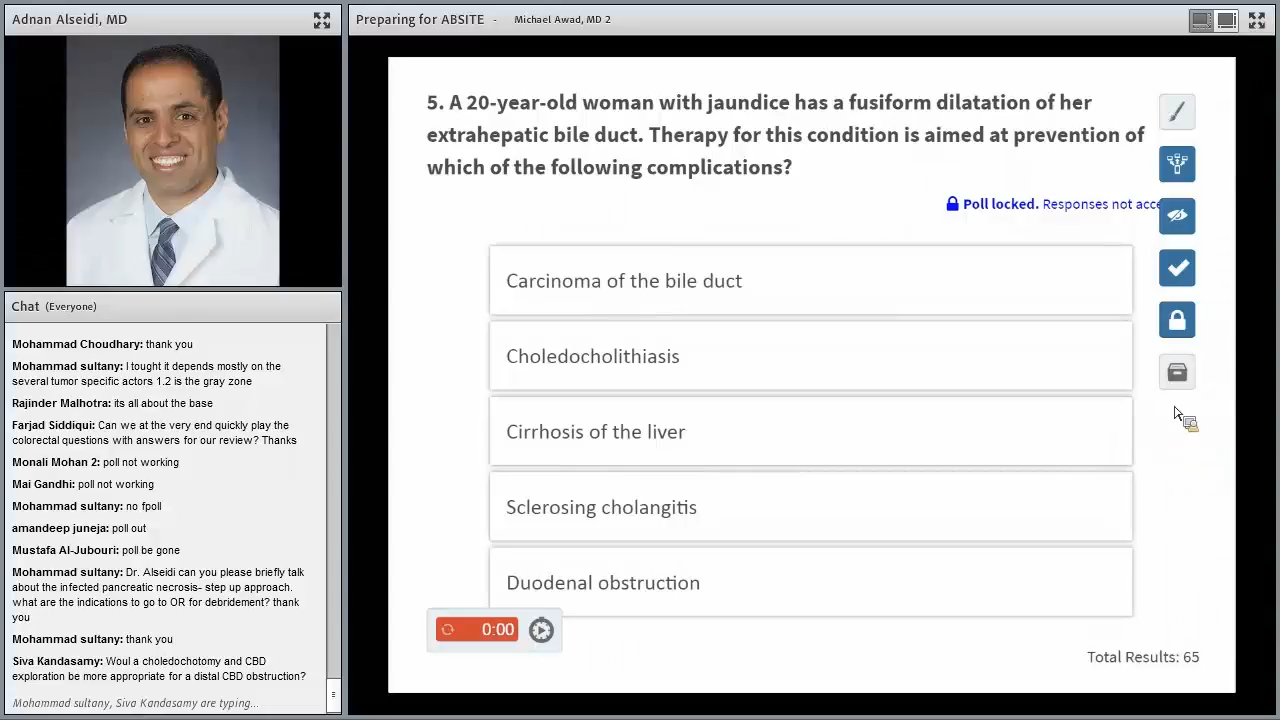 Adnan Alseidi, MD
Preparing for ABSITE - Michael Awad, MD 2
5. A 20-year-old woman with jaundice has a fusiform dilatation of her
extrahepatic bile duct. Therapy for this condition is aimed at prevention of
which of the following complications?
Poll locked. Responses not acce
Carcinoma of the bile duct
Choledocholithiasis
Cirrhosis of the liver
Sclerosing cholangitis
Duodenal obstruction
0:00
Total Results: 65
Chat (Everyone)
Mohammad Choudhary: thank you
Mohammad sultany: I tought it depends mostly on the
several tumor specific actors 1.2 is the gray zone
Rajinder Malhotra: its all about the base
Farjad Siddiqui: Can we at the very end quickly play the
colorectal questions with answers for our review? Thanks
Monali Mohan 2: poll not working
Mai Gandhi: poll not working
Mohammad sultany: no fpoll
amandeep juneja: poll out
Mustafa Al-Jubouri: poll be gone
Mohammad sultany: Dr. Alseidi can you please briefly talk
about the infected pancreatic necrosis- step up approach.
what are the indications to go to OR for debridement? thank
you
Mohammad sultany: thank you
Siva Kandasamy: Woul a choledochotomy and CBD
exploration be more appropriate for a distal CBD obstruction?
Mohammad sultany, Siva Kandasamy are typing...